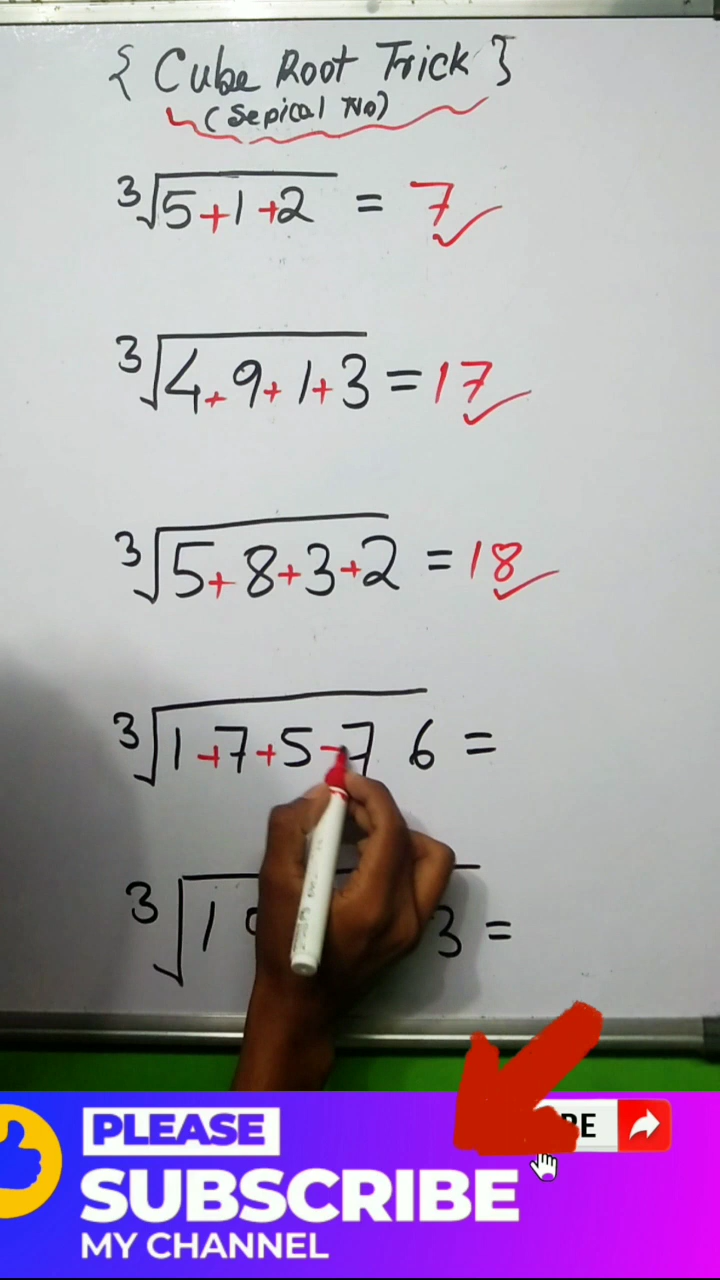 { Cube Root Trick }
(Sepical No)
3√5+1+2 = 7
3√4+9+1+3 = 17
3√5+8+3+2 = 18
3√1+7+5-7 6 =
3√1 3 =
PLEASE
SUBSCRIBE
MY CHANNEL